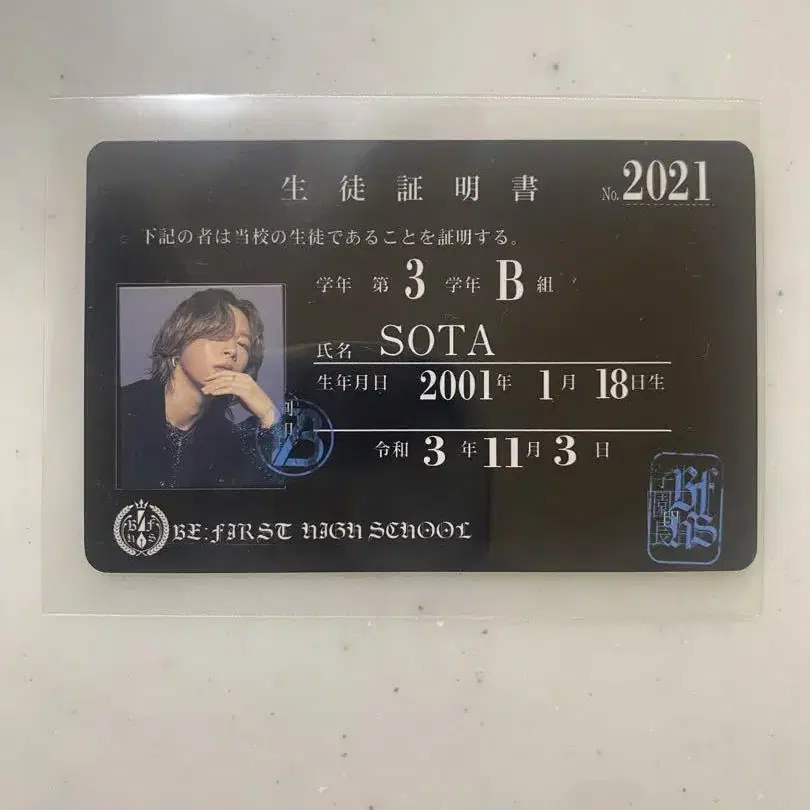 生徒証明書 No.2021
下記の者は当校の生徒であることを証明する。
学年 第 3 学年 B 組
氏名 SOTA
生年月日 2001年 1月 18日生
令和 3 年 11月 3 日
BE:FIRST HIGH SCHOOL
BFHS